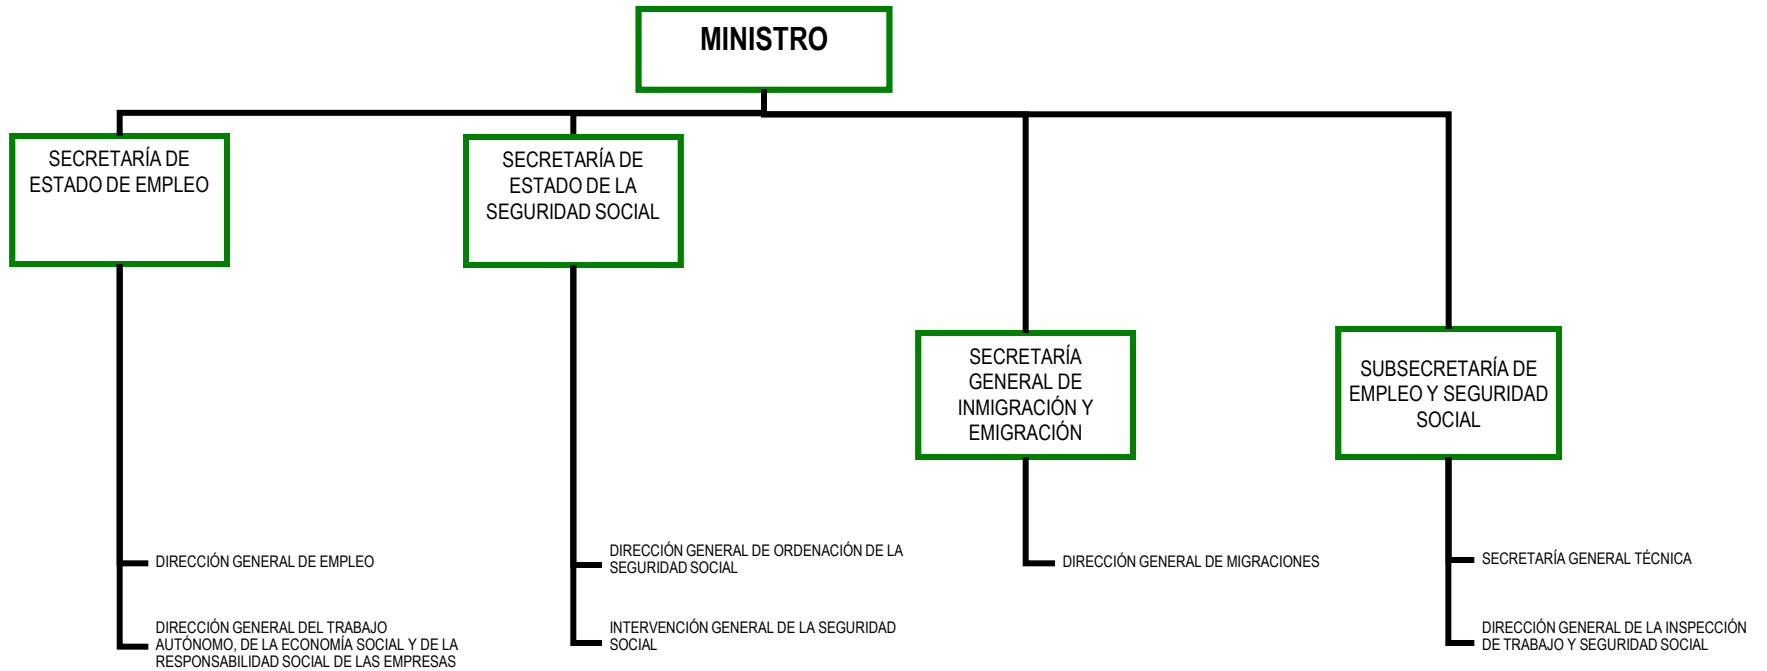 MINISTRO
SECRETARÍA DE
ESTADO DE EMPLEO
SECRETARÍA DE
ESTADO DE LA
SEGURIDAD SOCIAL
SECRETARÍA
GENERAL DE
INMIGRACIÓN Y
EMIGRACIÓN
SUBSECRETARÍA DE
EMPLEO Y SEGURIDAD
SOCIAL
DIRECCIÓN GENERAL DE EMPLEO
DIRECCIÓN GENERAL DEL TRABAJO
AUTÓNOMO, DE LA ECONOMÍA SOCIAL Y DE LA
RESPONSABILIDAD SOCIAL DE LAS EMPRESAS
DIRECCIÓN GENERAL DE ORDENACIÓN DE LA
SEGURIDAD SOCIAL
INTERVENCIÓN GENERAL DE LA SEGURIDAD
SOCIAL
DIRECCIÓN GENERAL DE MIGRACIONES
SECRETARÍA GENERAL TÉCNICA
DIRECCIÓN GENERAL DE LA INSPECCIÓN
DE TRABAJO Y SEGURIDAD SOCIAL